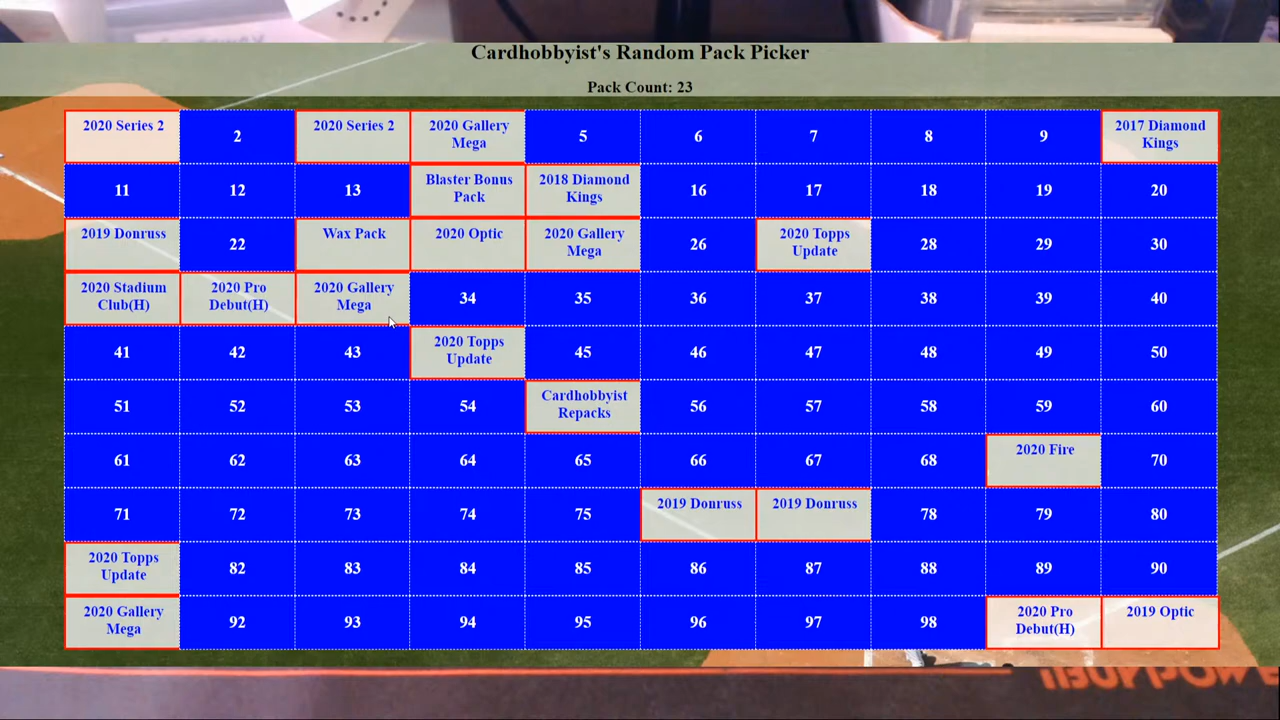 Cardhobbyist's Random Pack Picker
Pack Count: 23
2020 Series 2
2
2020 Series 2
2020 Gallery
Mega
5
6
7
8
9
2017 Diamond
Kings
11
12
13
Blaster Bonus
Pack
2018 Diamond
Kings
16
17
18
19
20
2019 Donruss
22
Wax Pack
2020 Optic
2020 Gallery
Mega
26
2020 Topps
Update
28
29
30
2020 Stadium
Club(H)
2020 Pro
Debut(H)
2020 Gallery
Mega
34
35
36
37
38
39
40
41
42
43
2020 Topps
Update
45
46
47
48
49
50
51
52
53
54
Cardhobbyist
Repacks
56
57
58
59
60
61
62
63
64
65
66
67
68
2020 Fire
70
71
72
73
74
75
2019 Donruss
2019 Donruss
78
79
80
2020 Topps
Update
82
83
84
85
86
87
88
89
90
2020 Gallery
Mega
92
93
94
95
96
97
98
2020 Pro
Debut(H)
2019 Optic